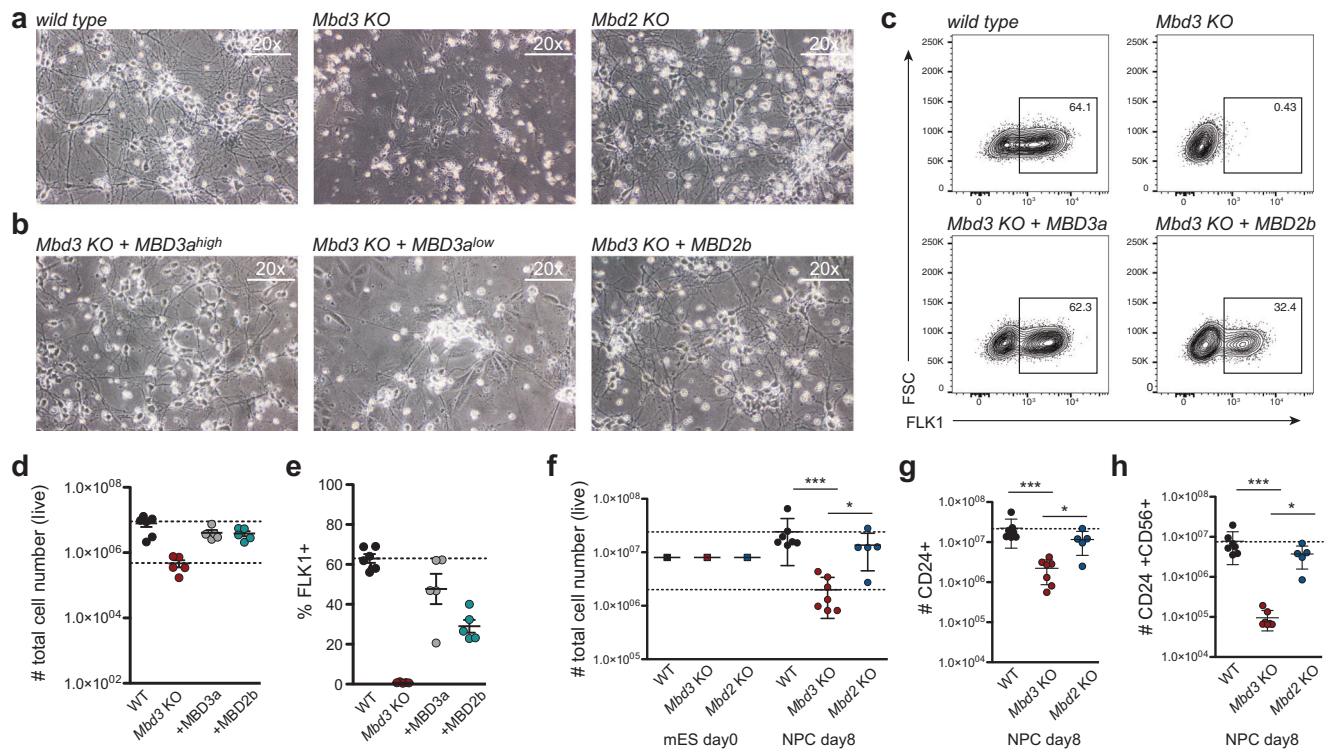 a
wild type
Mbd3 KO
Mbd2 KO
20x
20x
20x
b
Mbd3 KO + MBD3a^high
Mbd3 KO + MBD3a^low
Mbd3 KO + MBD2b
20x
20x
20x
c
wild type
Mbd3 KO
250K
200K
150K
100K
50K
0
64.1
0 10³ 10⁴
250K
200K
150K
100K
50K
0
0.43
0 10³ 10⁴
Mbd3 KO + MBD3a
Mbd3 KO + MBD2b
250K
200K
150K
100K
50K
0
62.3
0 10³ 10⁴
250K
200K
150K
100K
50K
0
32.4
0 10³ 10⁴
FSC
FLK1
d
# total cell number (live)
1.0×10⁰⁸
1.0×10⁰⁶
1.0×10⁰⁴
1.0×10⁰²
WT
Mbd3 KO
+MBD3a
+MBD2b
e
% FLK1+
100
80
60
40
20
0
WT
Mbd3 KO
+MBD3a
+MBD2b
f
# total cell number (live)
1.0×10⁰⁸
1.0×10⁰⁷
1.0×10⁰⁶
1.0×10⁰⁵
***
*
WT
Mbd3 KO
Mbd2 KO
WT
Mbd3 KO
Mbd2 KO
mES day0
NPC day8
g
# CD24+
1.0×10⁰⁸
1.0×10⁰⁷
1.0×10⁰⁶
1.0×10⁰⁵
1.0×10⁰⁴
***
*
WT
Mbd3 KO
Mbd2 KO
NPC day8
h
# CD24 +CD56+
1.0×10⁰⁸
1.0×10⁰⁷
1.0×10⁰⁶
1.0×10⁰⁵
1.0×10⁰⁴
***
*
WT
Mbd3 KO
Mbd2 KO
NPC day8